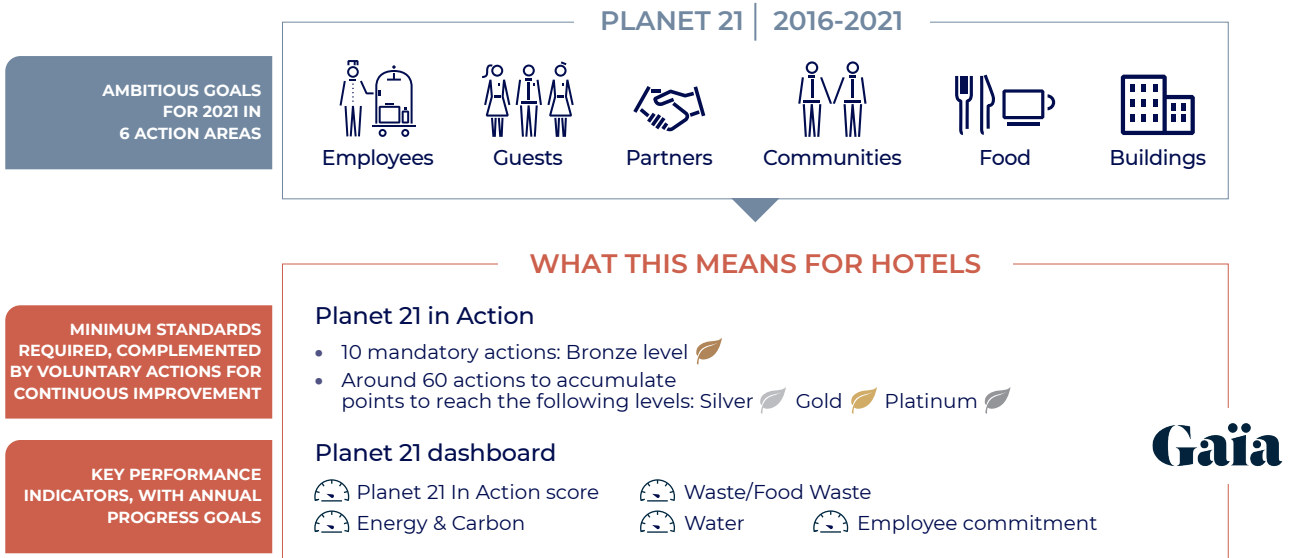 PLANET 21 | 2016-2021
AMBITIOUS GOALS
FOR 2021 IN
6 ACTION AREAS
Employees
Guests
Partners
Communities
Food
Buildings
WHAT THIS MEANS FOR HOTELS
MINIMUM STANDARDS
REQUIRED, COMPLEMENTED
BY VOLUNTARY ACTIONS FOR
CONTINUOUS IMPROVEMENT
Planet 21 in Action
• 10 mandatory actions: Bronze level
• Around 60 actions to accumulate
points to reach the following levels: Silver Gold Platinum
Gaïa
KEY PERFORMANCE
INDICATORS, WITH ANNUAL
PROGRESS GOALS
Planet 21 dashboard
Planet 21 In Action score
Waste/Food Waste
Energy & Carbon
Water
Employee commitment